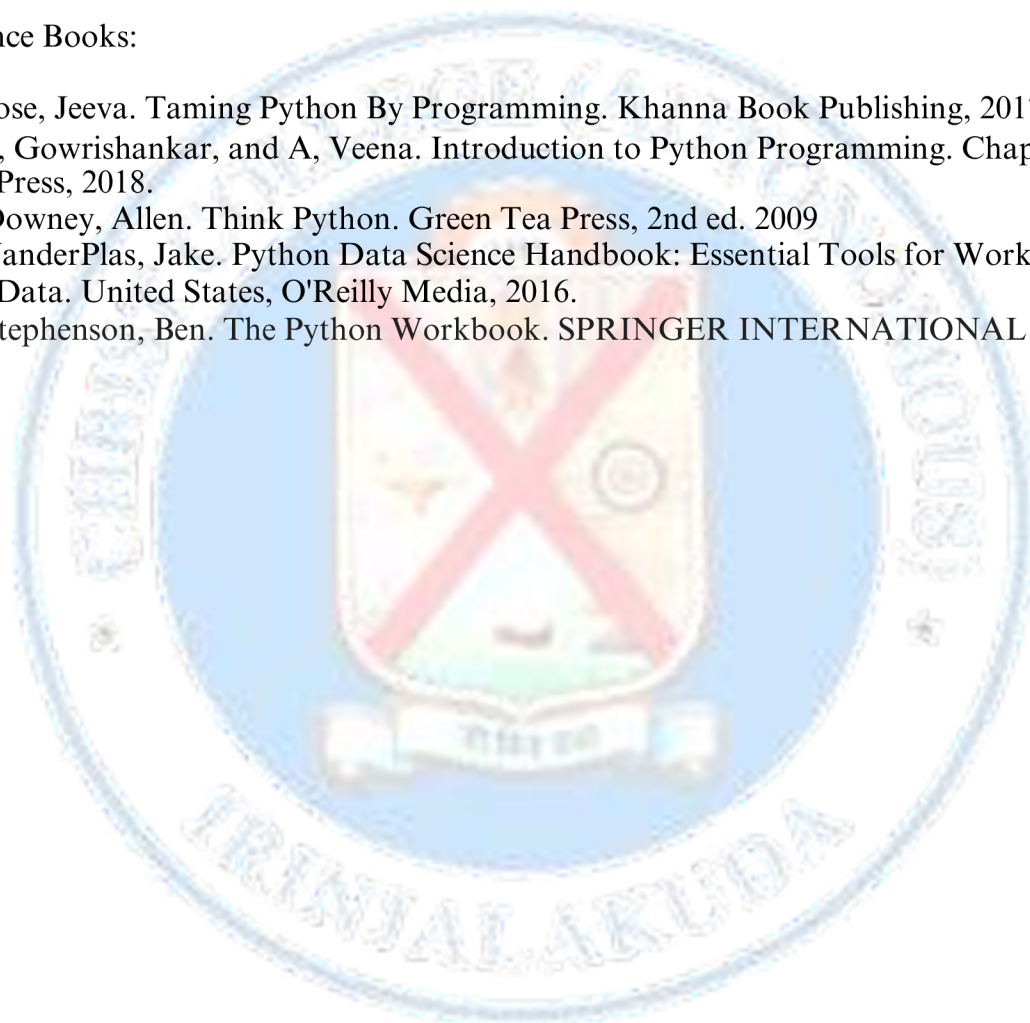 nce Books:
ose, Jeeva. Taming Python By Programming. Khanna Book Publishing, 201
, Gowrishankar, and A, Veena. Introduction to Python Programming. Chap
Press, 2018.
Downey, Allen. Think Python. Green Tea Press, 2nd ed. 2009
VanderPlas, Jake. Python Data Science Handbook: Essential Tools for Work
Data. United States, O'Reilly Media, 2016.
tephenson, Ben. The Python Workbook. SPRINGER INTERNATIONAL
IRINJALAKUDA